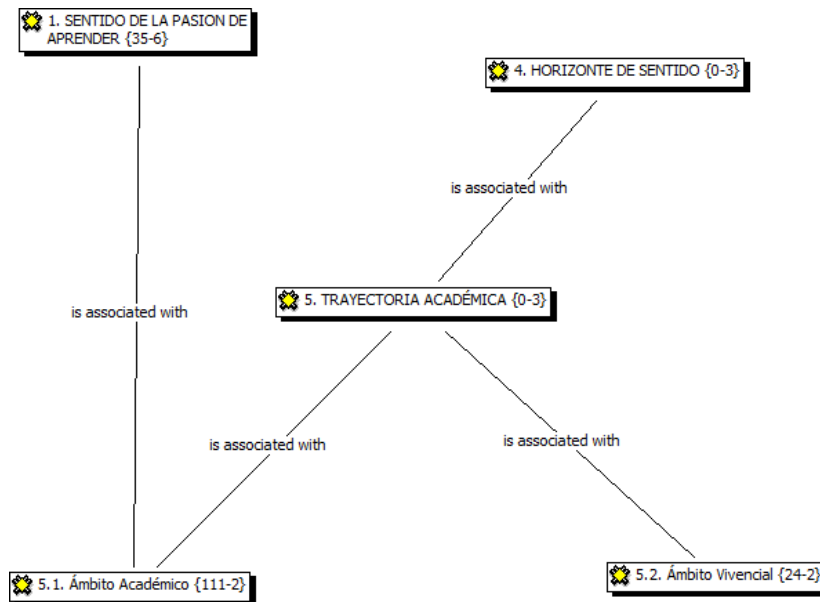 1. SENTIDO DE LA PASION DE
APRENDER {35-6}
4. HORIZONTE DE SENTIDO {0-3}
is associated with
5. TRAYECTORIA ACADÉMICA {0-3}
is associated with
is associated with
is associated with
5.1. Ámbito Académico {111-2}
5.2. Ámbito Vivencial {24-2}